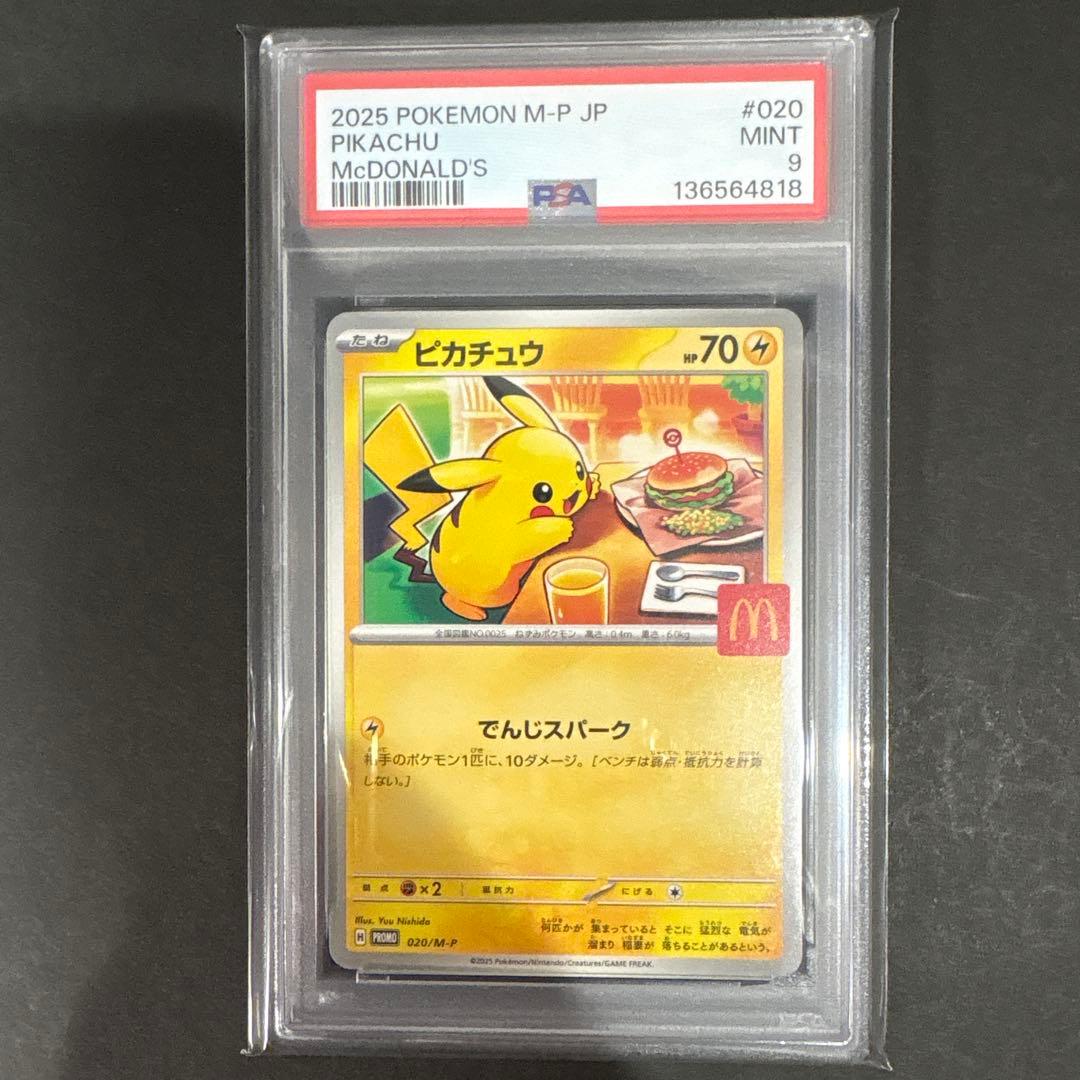 2025 POKEMON M-P JP #020
PIKACHU MINT
McDONALD'S 9
PSA 136564818
たね ピカチュウ HP70
全国図鑑NO.0025 ねずみポケモン 高さ:0.4m 重さ:6.0kg
M
でんじスパーク
相手のポケモン1匹に、10ダメージ。[ベンチは弱点・抵抗力を計算
しない。]
弱点 ×2 抵抗力 にげる
Illus. Yuu Nishida
何匹かが 集まっていると そこに 猛烈な 電気が
溜まり 稲妻が 落ちることがあるという。
H PROMO 020/M-P
©2025 Pokémon/Nintendo/Creatures/GAME FREAK.